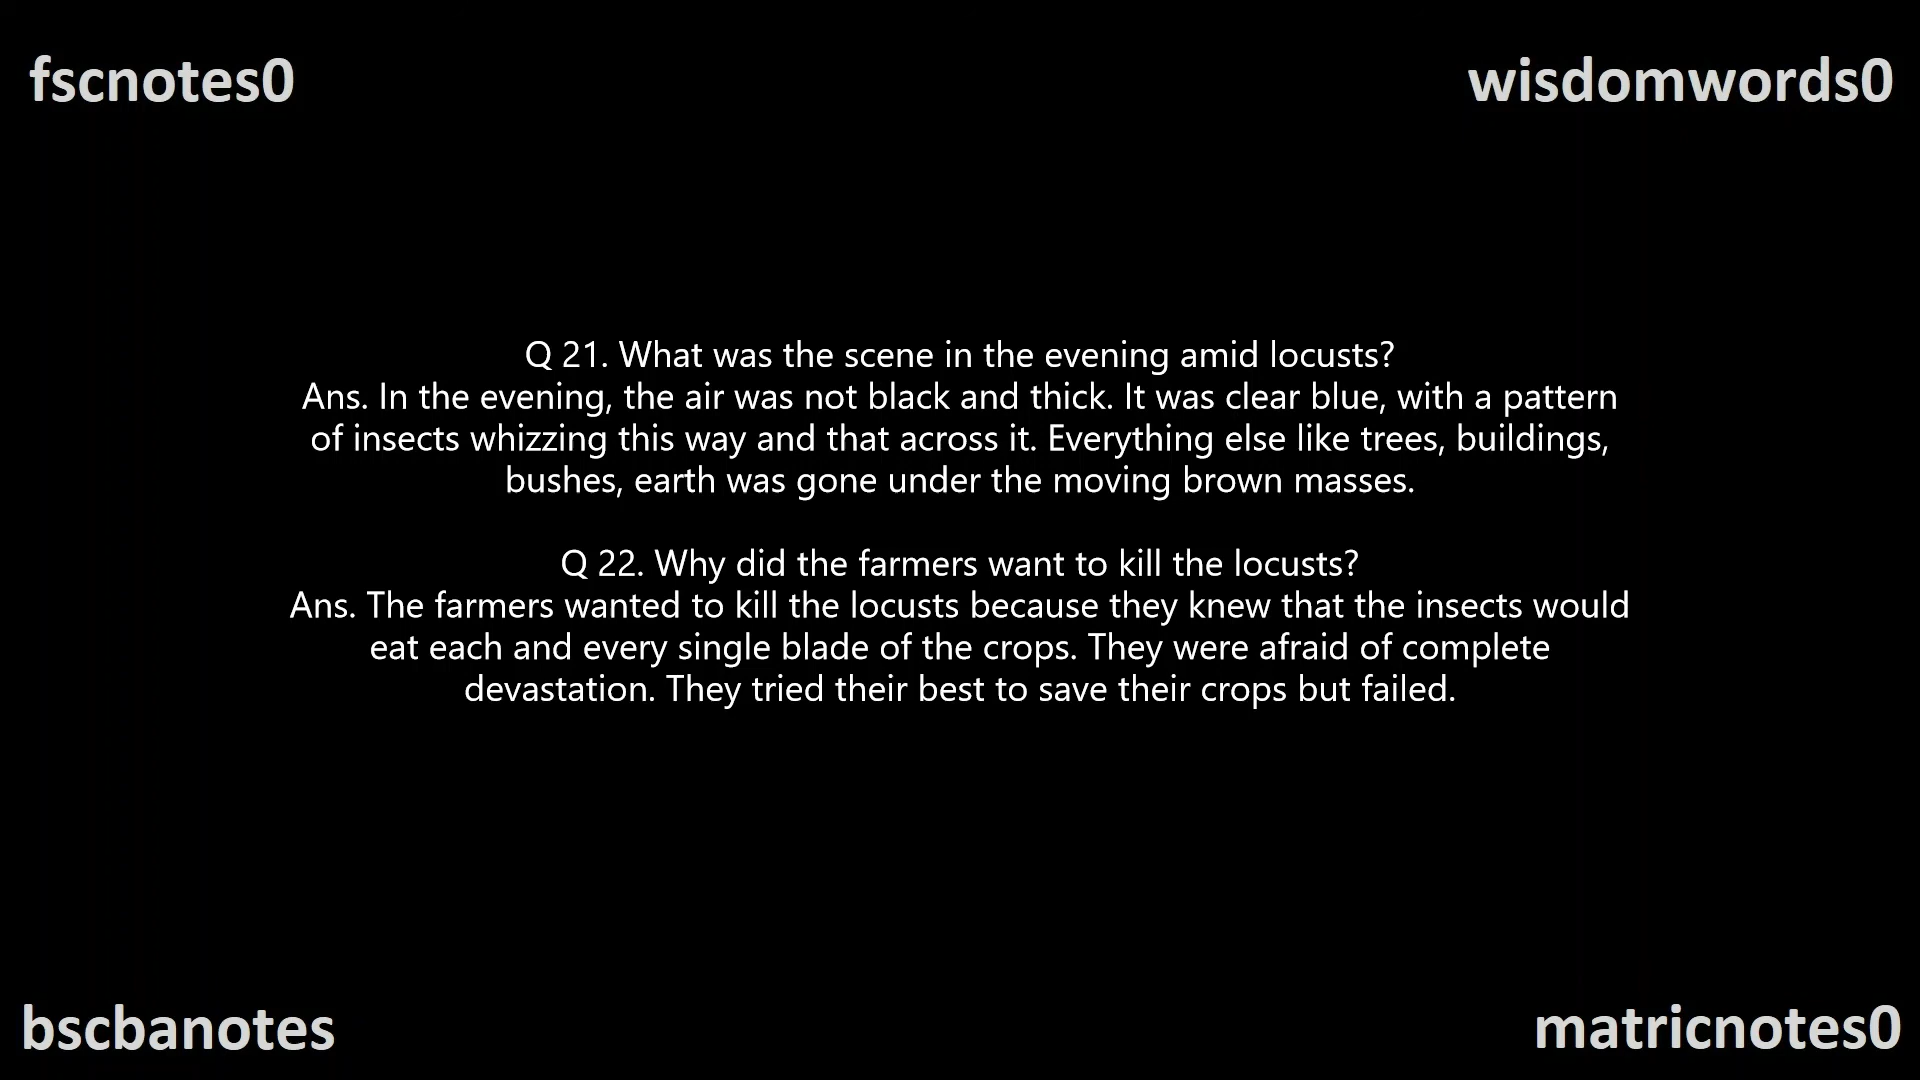 fscnotes0
wisdomwords0
Q 21. What was the scene in the evening amid locusts?
Ans. In the evening, the air was not black and thick. It was clear blue, with a pattern
of insects whizzing this way and that across it. Everything else like trees, buildings,
bushes, earth was gone under the moving brown masses.
Q 22. Why did the farmers want to kill the locusts?
Ans. The farmers wanted to kill the locusts because they knew that the insects would
eat each and every single blade of the crops. They were afraid of complete
devastation. They tried their best to save their crops but failed.
bscbanotes
matricnotes0